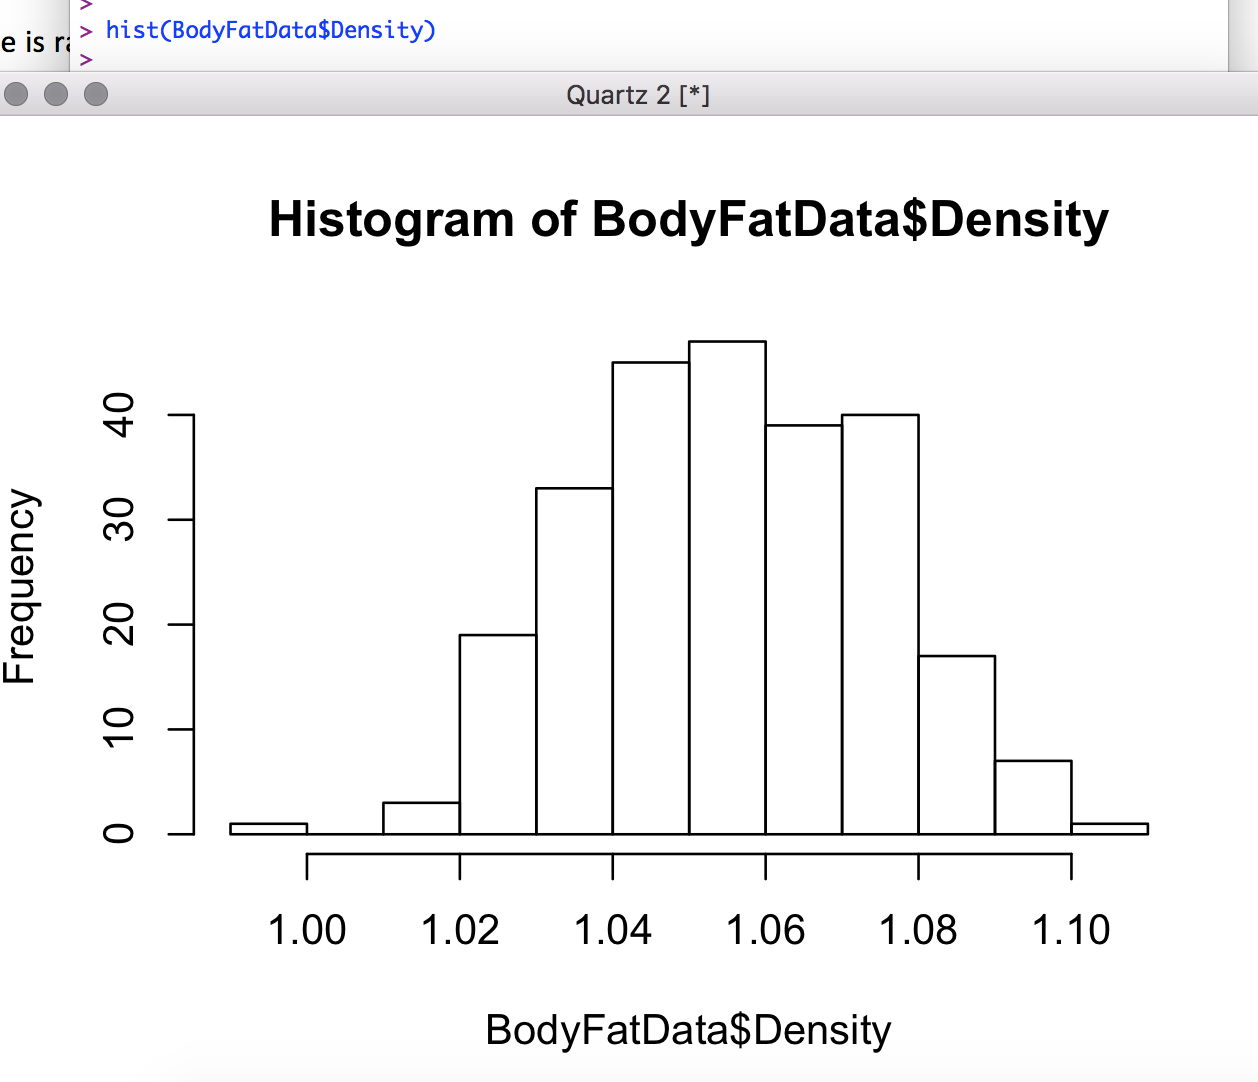 >
> hist(BodyFatData$Density)
e is
>
Quartz 2 [*]
Histogram of BodyFatData$Density
Frequency
40
30
20
10
0
1.00 1.02 1.04 1.06 1.08 1.10
BodyFatData$Density